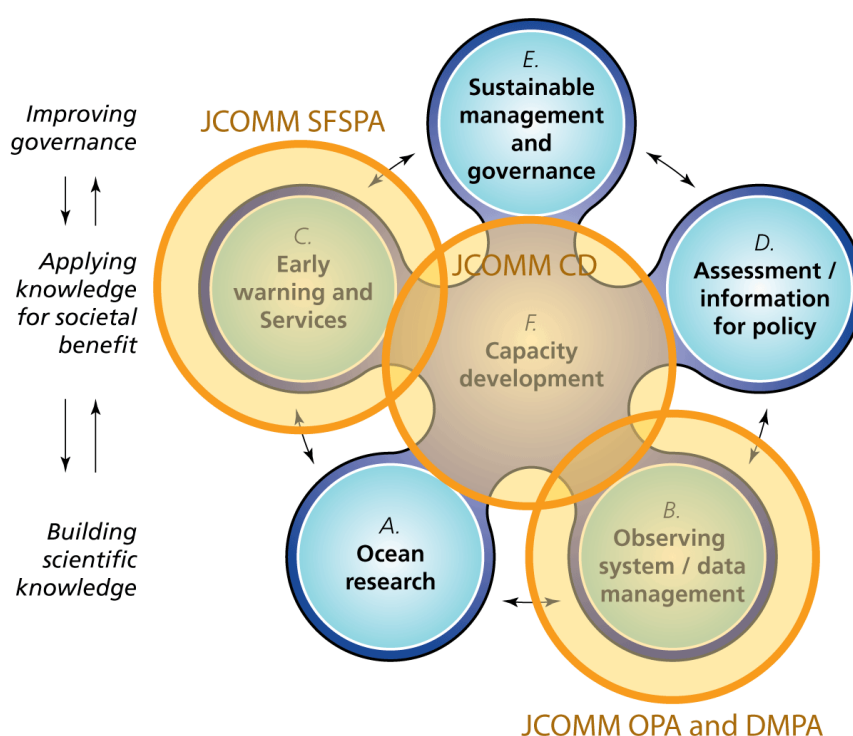 Improving
governance
Applying
knowledge
for societal
benefit
Building
scientific
knowledge
JCOMM SFSPA
E.
Sustainable
management
and
governance
C.
Early
warning and
Services
JCOMM CD
D.
Assessment /
information
for policy
F.
Capacity
development
A.
Ocean
research
B.
Observing
system / data
management
JCOMM OPA and DMPA